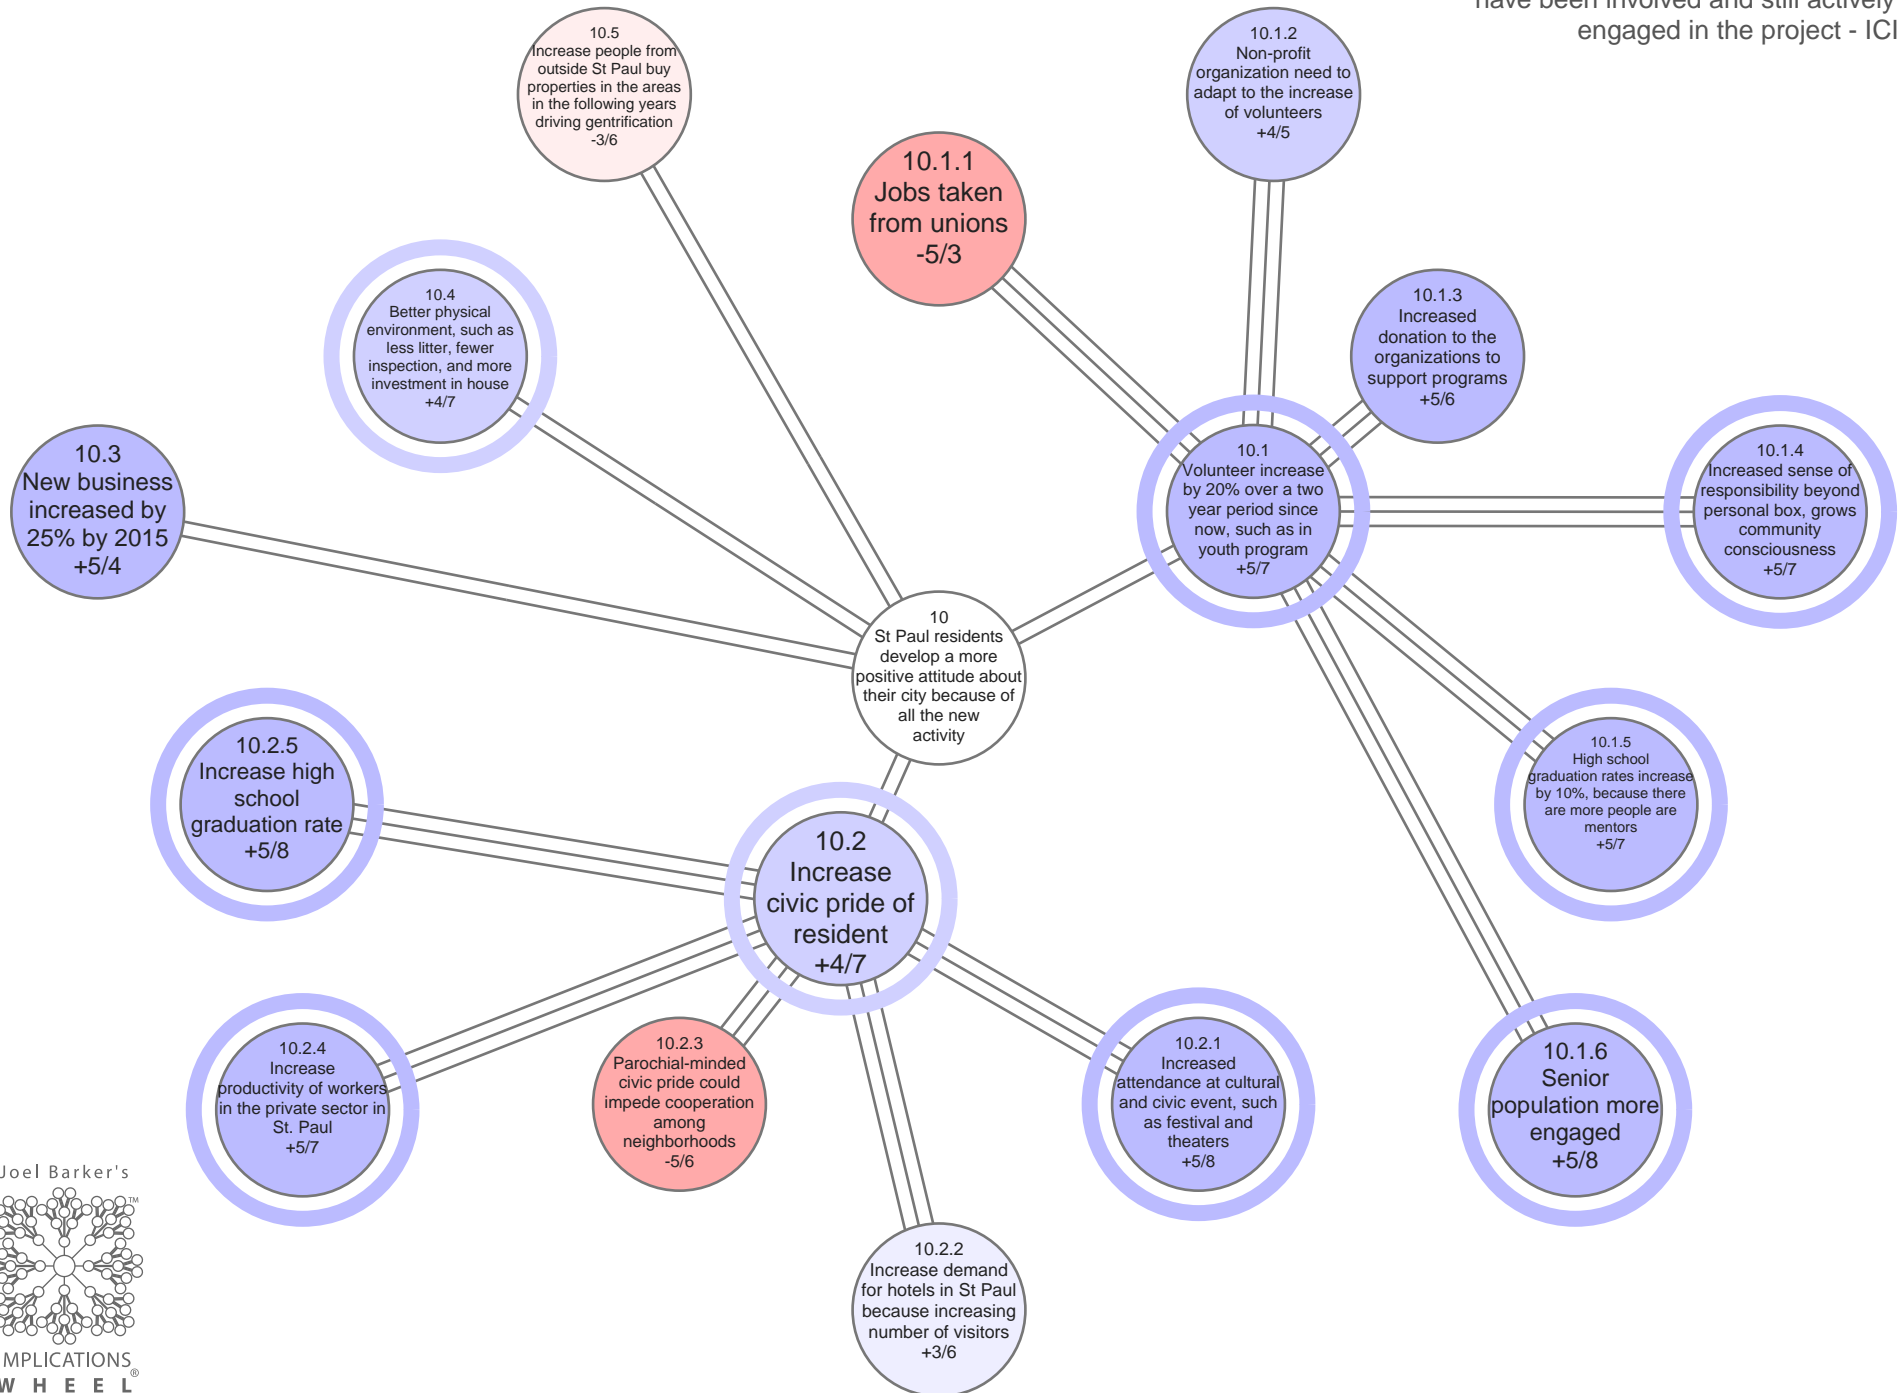 have been involved and still actively
engaged in the project - ICI
10.5
Increase people from
outside St Paul buy
properties in the areas
in the following years
driving gentrification
-3/6
10.1.2
Non-profit
organization need to
adapt to the increase
of volunteers
+4/5
10.1.1
Jobs taken
from unions
-5/3
10.4
Better physical
environment, such as
less litter, fewer
inspection, and more
investment in house
+4/7
10.1.3
Increased
donation to the
organizations to
support programs
+5/6
10.3
New business
increased by
25% by 2015
+5/4
10.1
Volunteer increase
by 20% over a two
year period since
now, such as in
youth program
+5/7
10.1.4
Increased sense of
responsibility beyond
personal box, grows
community
consciousness
+5/7
10
St Paul residents
develop a more
positive attitude about
their city because of
all the new
activity
10.2.5
Increase high
school
graduation rate
+5/8
10.1.5
High school
graduation rates increase
by 10%, because there
are more people are
mentors
+5/7
10.2
Increase
civic pride of
resident
+4/7
10.2.4
Increase
productivity of workers
in the private sector in
St. Paul
+5/7
10.2.3
Parochial-minded
civic pride could
impede cooperation
among
neighborhoods
-5/6
10.2.1
Increased
attendance at cultural
and civic event, such
as festival and
theaters
+5/8
10.1.6
Senior
population more
engaged
+5/8
10.2.2
Increase demand
for hotels in St Paul
because increasing
number of visitors
+3/6
Joel Barker's
TM
MPLICATIONS
WHEEL®